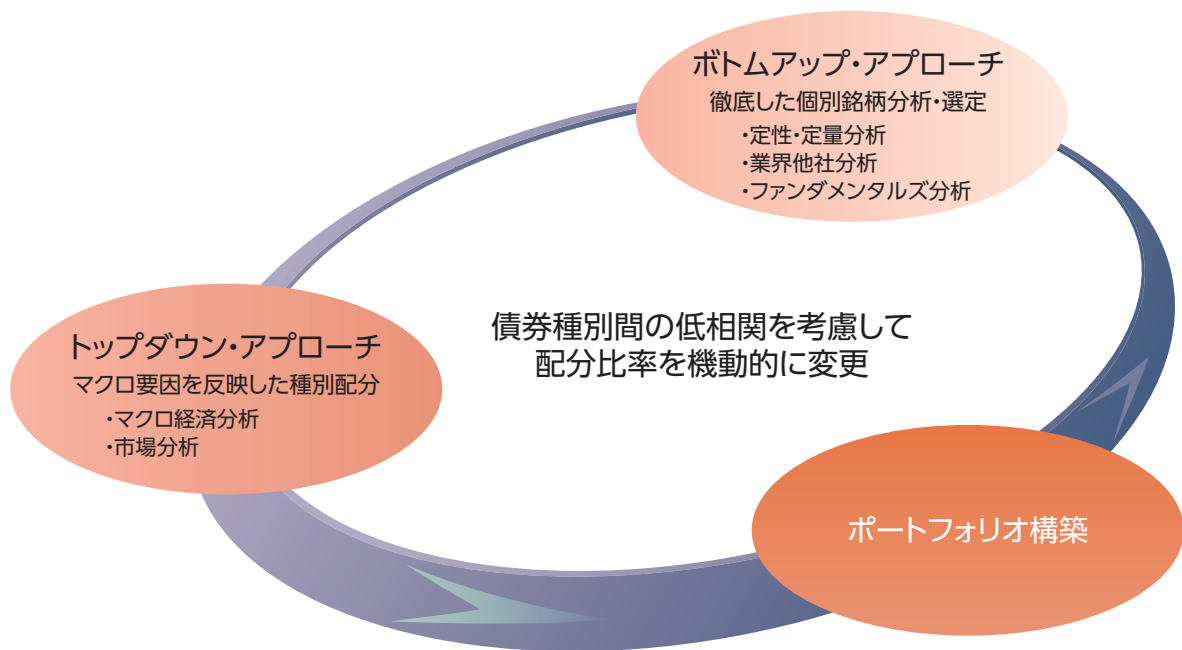 ボトムアップ・アプローチ
徹底した個別銘柄分析・選定
・定性・定量分析
・業界他社分析
・ファンダメンタルズ分析
トップダウン・アプローチ
マクロ要因を反映した種別配分
・マクロ経済分析
・市場分析
債券種別間の低相関を考慮して
配分比率を機動的に変更
ポートフォリオ構築